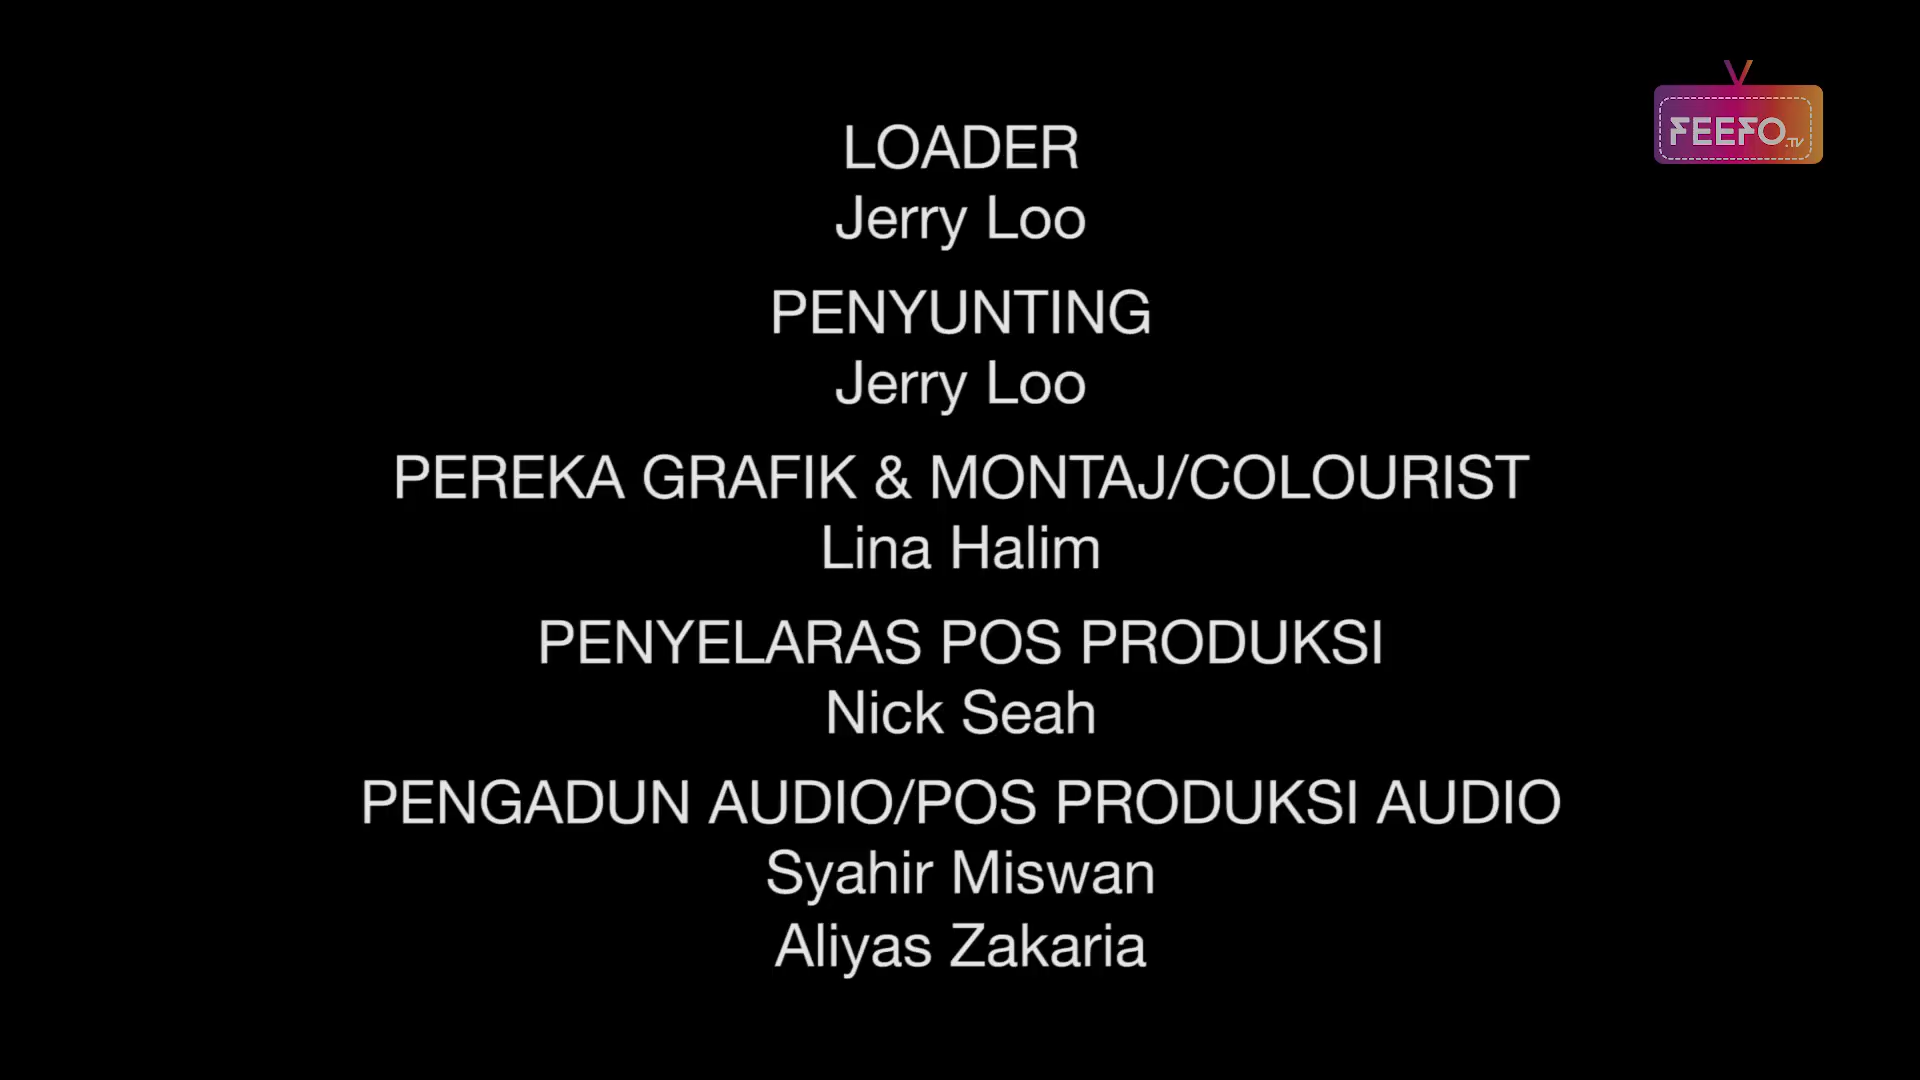 LOADER
Jerry Loo
PENYUNTING
Jerry Loo
PEREKA GRAFIK & MONTAJ/COLOURIST
Lina Halim
PENYELARAS POS PRODUKSI
Nick Seah
PENGADUN AUDIO/POS PRODUKSI AUDIO
Syahir Miswan
Aliyas Zakaria
FEEFO.TV